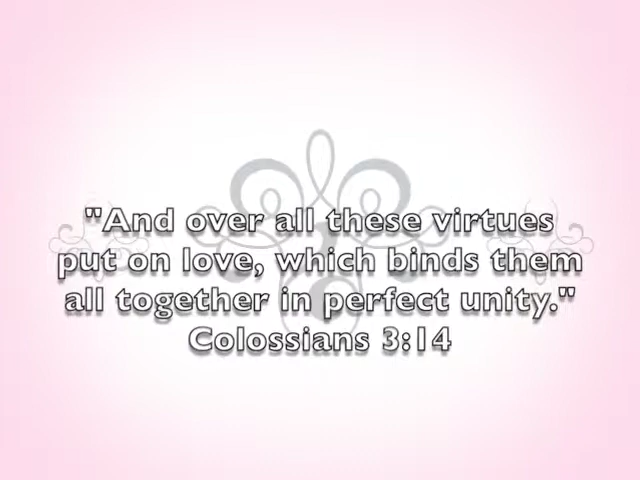 "And over all these virtues
put on love, which binds them
all together in perfect unity."
Colossians 3:14